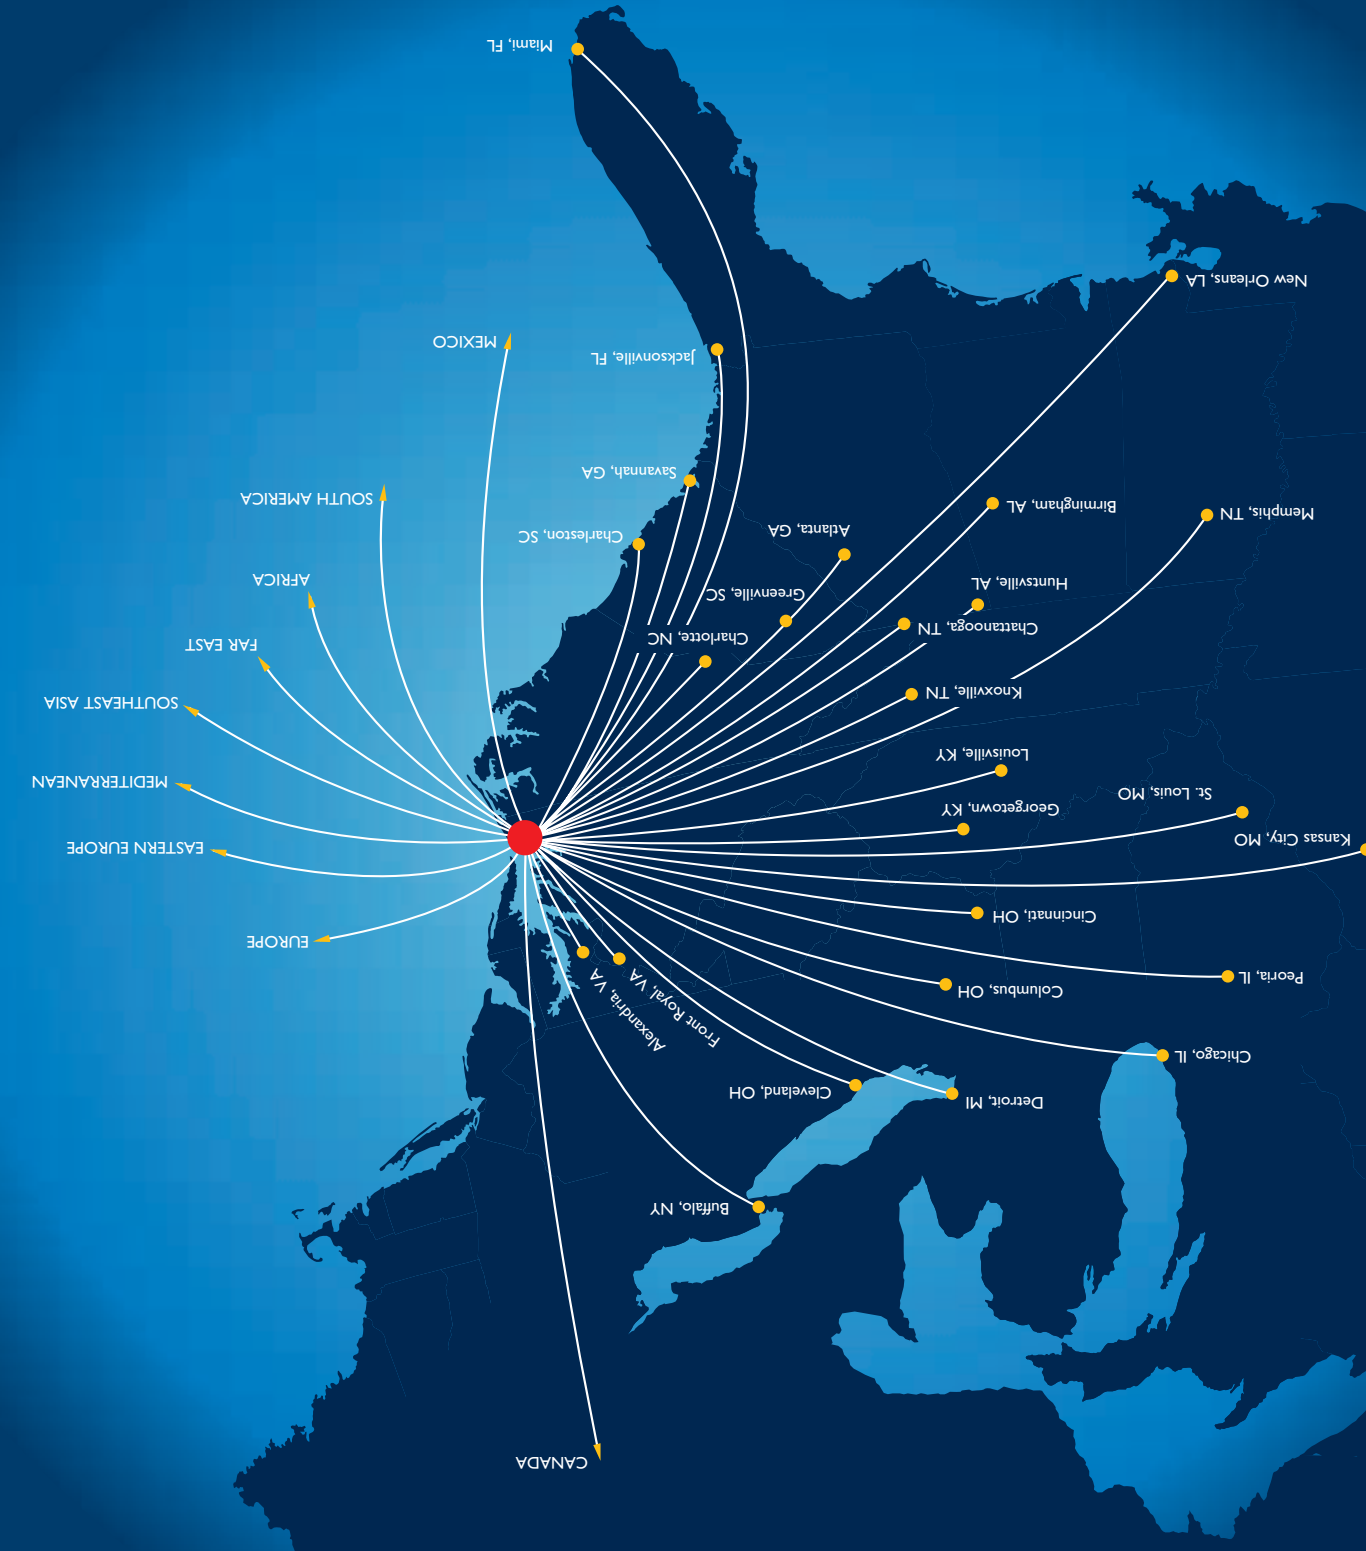 CANADA
Buffalo, NY
Detroit, MI
Cleveland, OH
Chicago, IL
Front Royal, VA
Alexandria, VA
Columbus, OH
Peoria, IL
EUROPE
Cincinnati, OH
EASTERN EUROPE
Kansas City, MO
Georgetown, KY
St. Louis, MO
MEDITERRANEAN
Louisville, KY
SOUTHEAST ASIA
Knoxville, TN
FAR EAST
Charlotte, NC
Chattanooga, TN
Greenville, SC
Huntsville, AL
AFRICA
Charleston, SC
Atlanta, GA
Memphis, TN
Birmingham, AL
SOUTH AMERICA
Savannah, GA
Jacksonville, FL
MEXICO
New Orleans, LA
Miami, FL